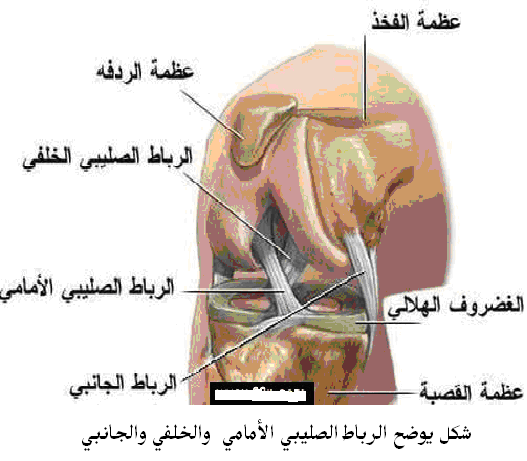 عظمة الفخذ
عظمة الردفه
الرباط الصليبي الخلفي
الرباط الصليبي الأمامي
الغضروف الهلالي
الرباط الجانبي
عظمة القصبة
شكل يوضح الرباط الصليبي الأمامي والخلفي والجانبي